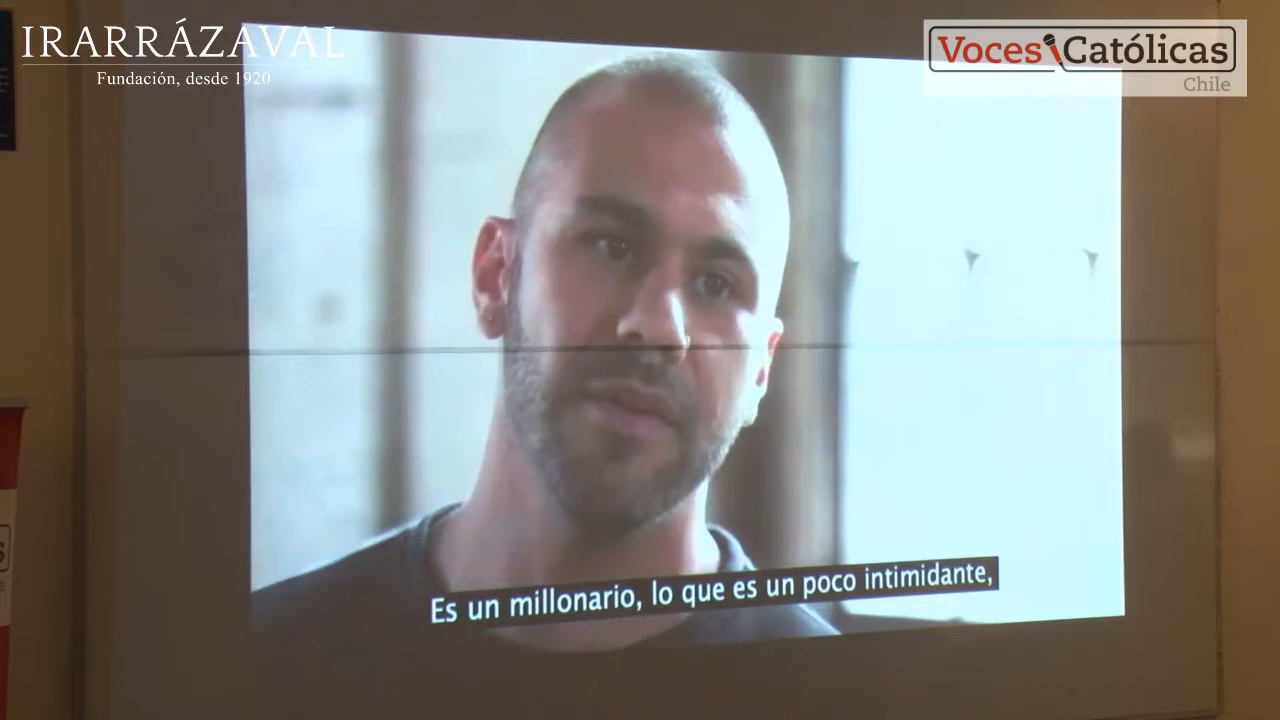 IRARRÁZAVAL
Fundación, desde 1920
Voces Católicas
Chile
Es un millonario, lo que es un poco intimidante,